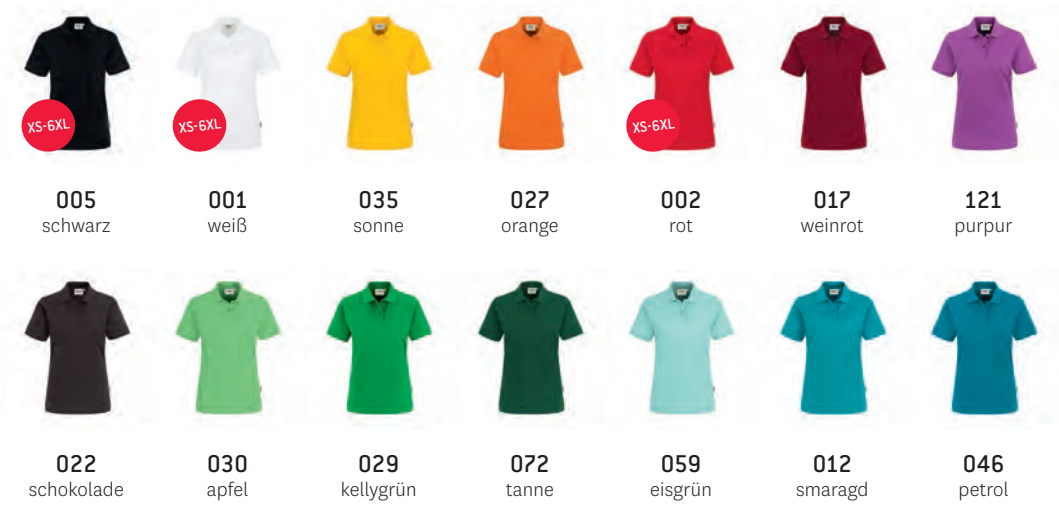 XS-6XL
XS-6XL
XS-6XL
005
schwarz
001
weiß
035
sonne
027
orange
002
rot
017
weinrot
121
purpur
022
schokolade
030
apfel
029
kellygrün
072
tanne
059
eisgrün
012
smaragd
046
petrol